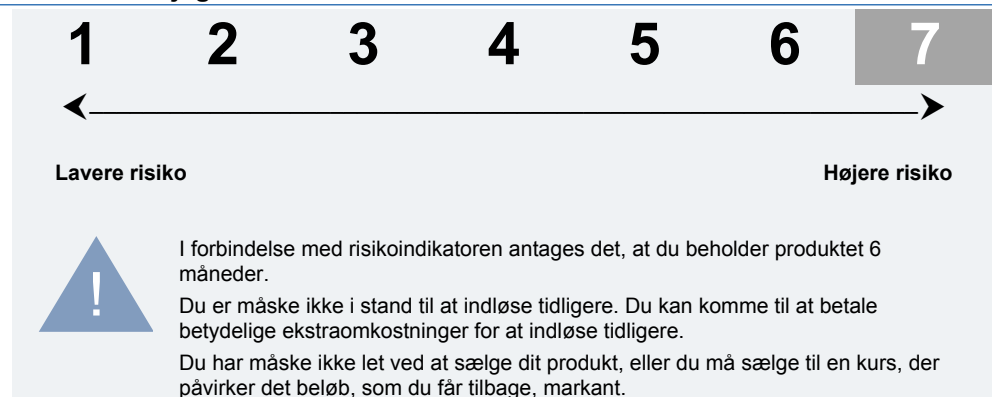 1 2 3 4 5 6 7
Lavere risiko Højere risiko
!
I forbindelse med risikoindikatoren antages det, at du beholder produktet 6
måneder.
Du er måske ikke i stand til at indløse tidligere. Du kan komme til at betale
betydelige ekstraomkostninger for at indløse tidligere.
Du har måske ikke let ved at sælge dit produkt, eller du må sælge til en kurs, der
påvirker det beløb, som du får tilbage, markant.